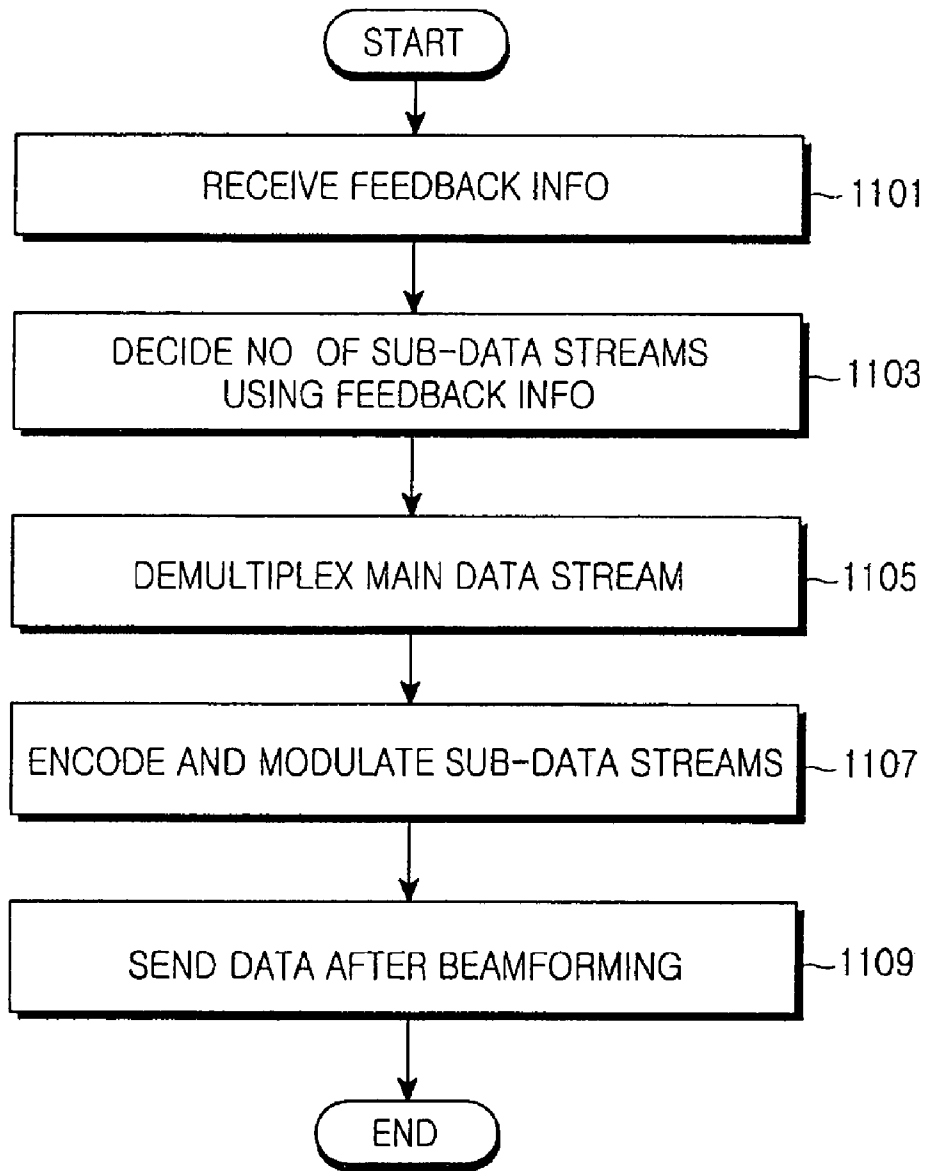 START
RECEIVE FEEDBACK INFO
1101
DECIDE NO OF SUB-DATA STREAMS
USING FEEDBACK INFO
1103
DEMULTIPLEX MAIN DATA STREAM
1105
ENCODE AND MODULATE SUB-DATA STREAMS
1107
SEND DATA AFTER BEAMFORMING
1109
END